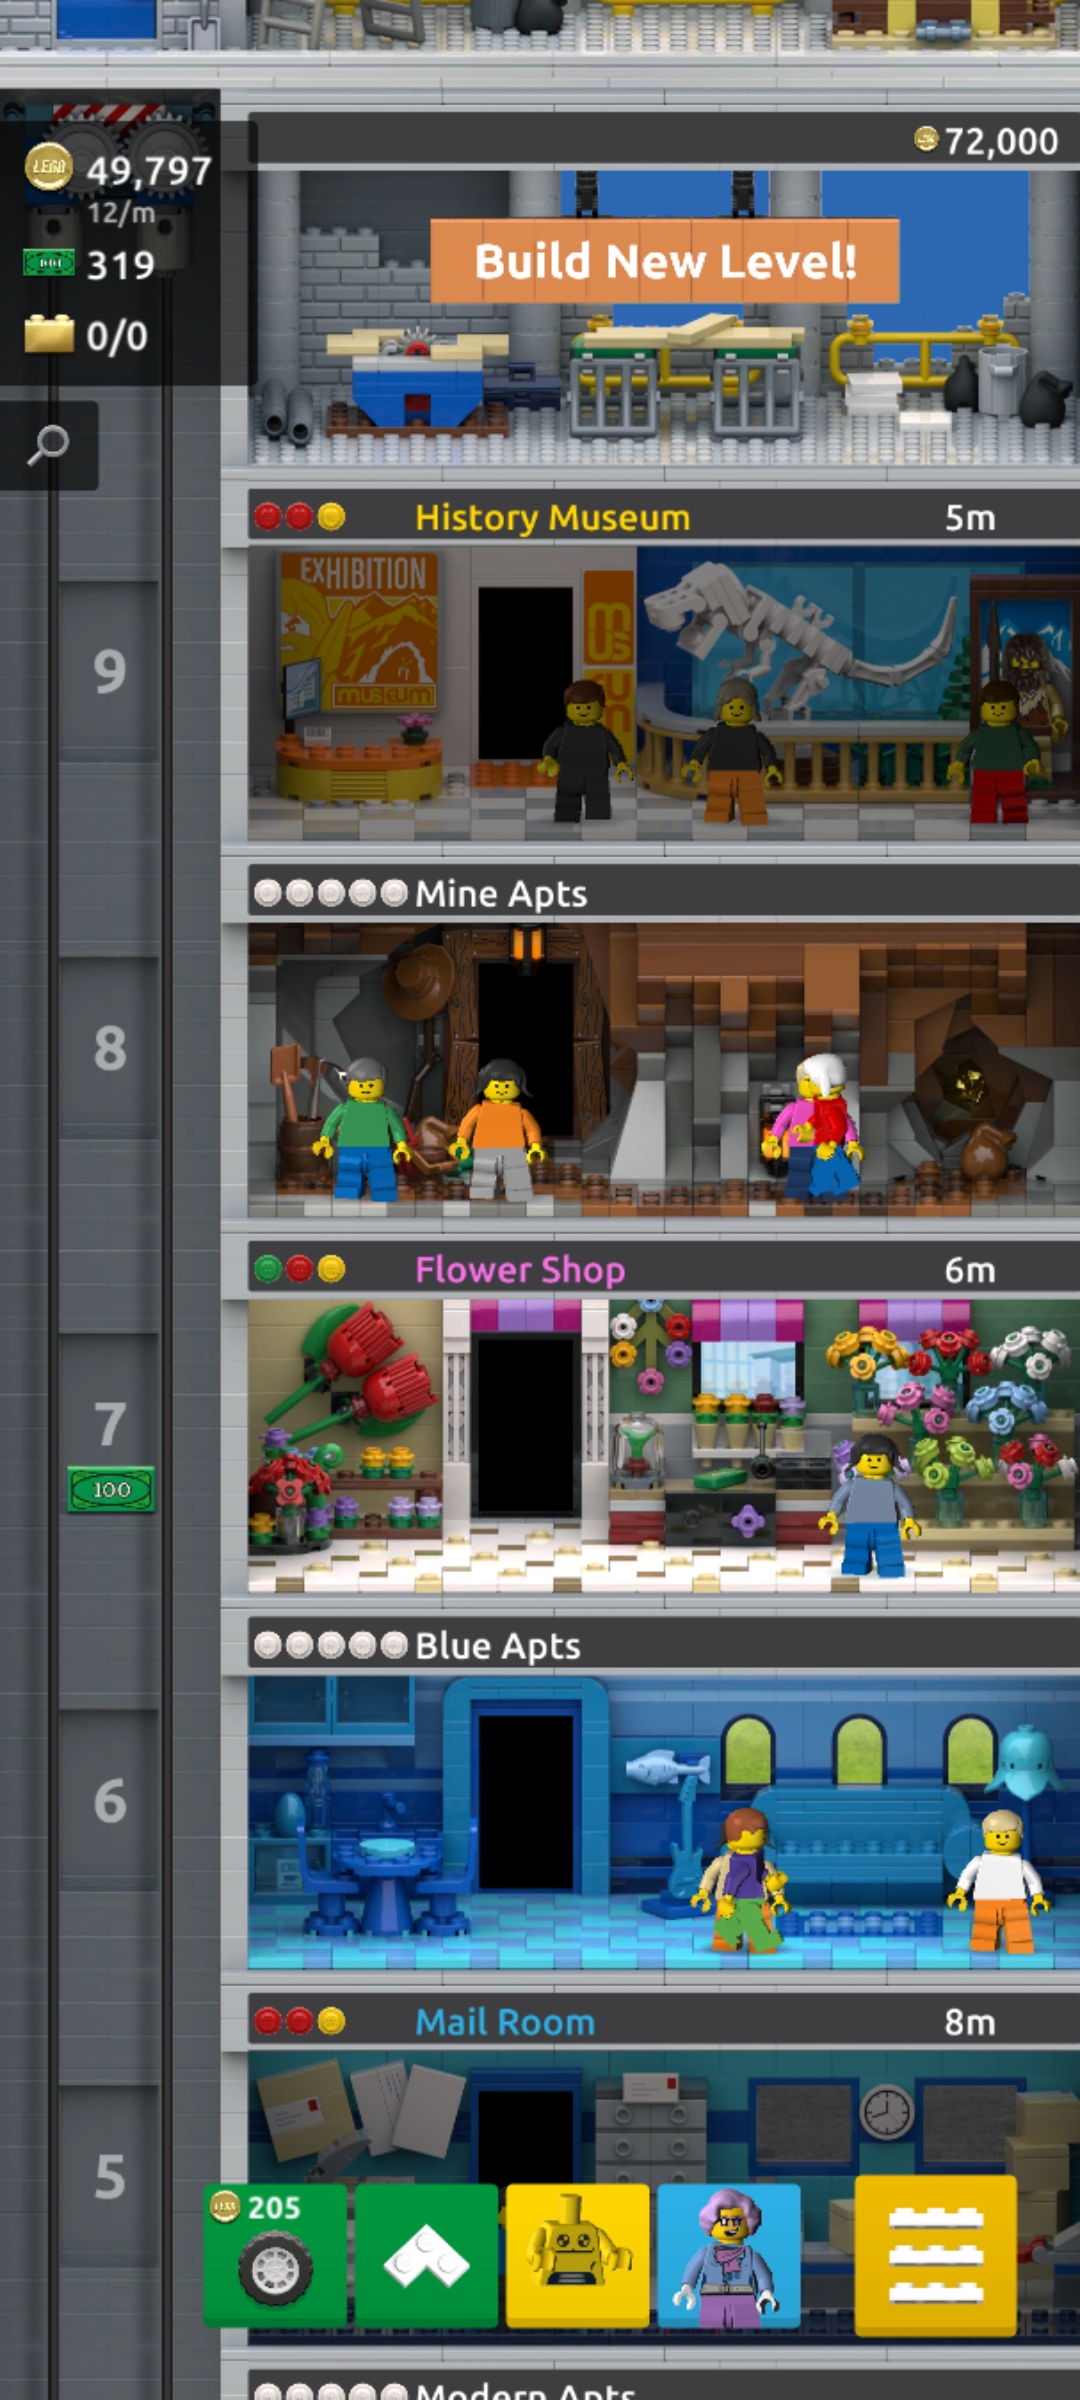 72,000
LEGO 49,797
12/m
319
0/0
Build New Level!
History Museum 5m
EXHIBITION
museum
9
Mine Apts
8
Flower Shop 6m
7
100
Blue Apts
6
Mail Room 8m
5
205
Modern Apts